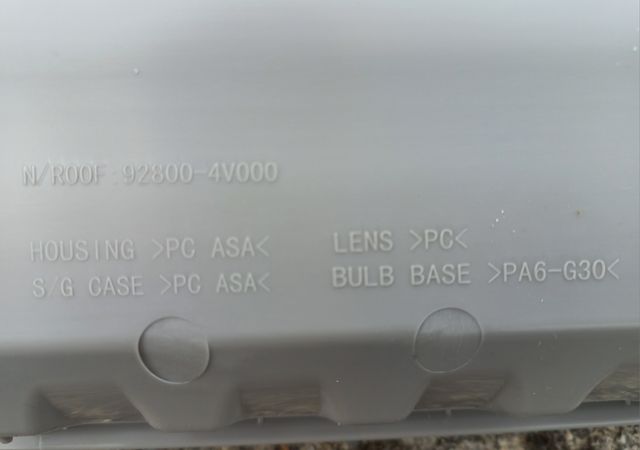 N/ROOF:92800-4V000
HOUSING >PC ASA<
S/G CASE >PC ASA<
LENS >PC<
BULB BASE >PA6-G30<